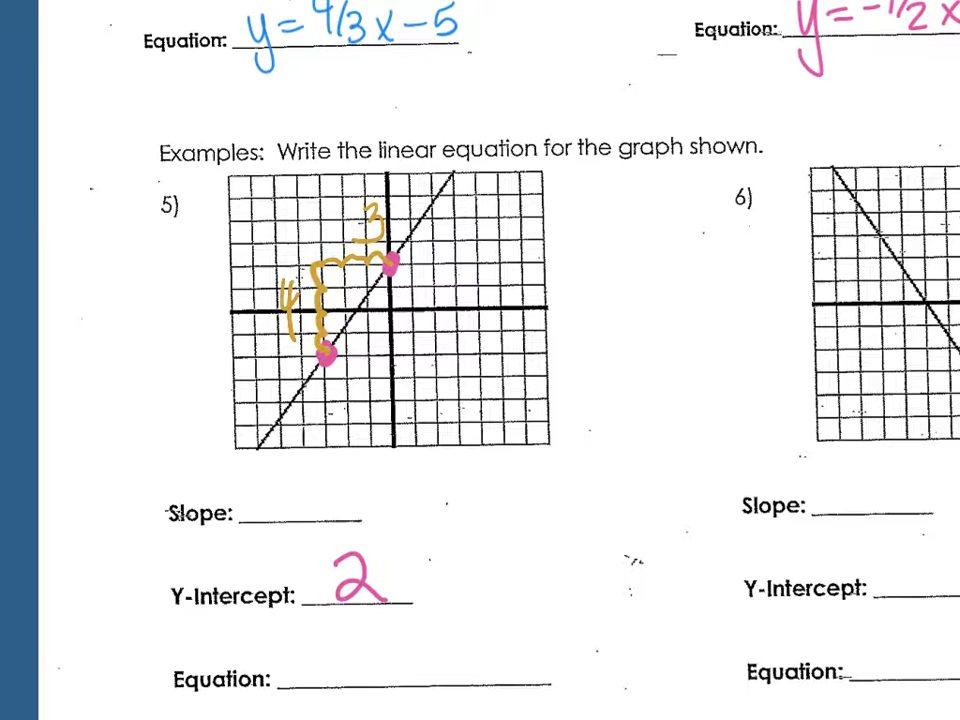 Equation: y = 4/3 x - 5
Equation: y = -1/2 x
Examples: Write the linear equation for the graph shown.
5)
6)
3
4
Slope:
Slope:
Y-Intercept: 2
Y-Intercept:
Equation:
Equation: